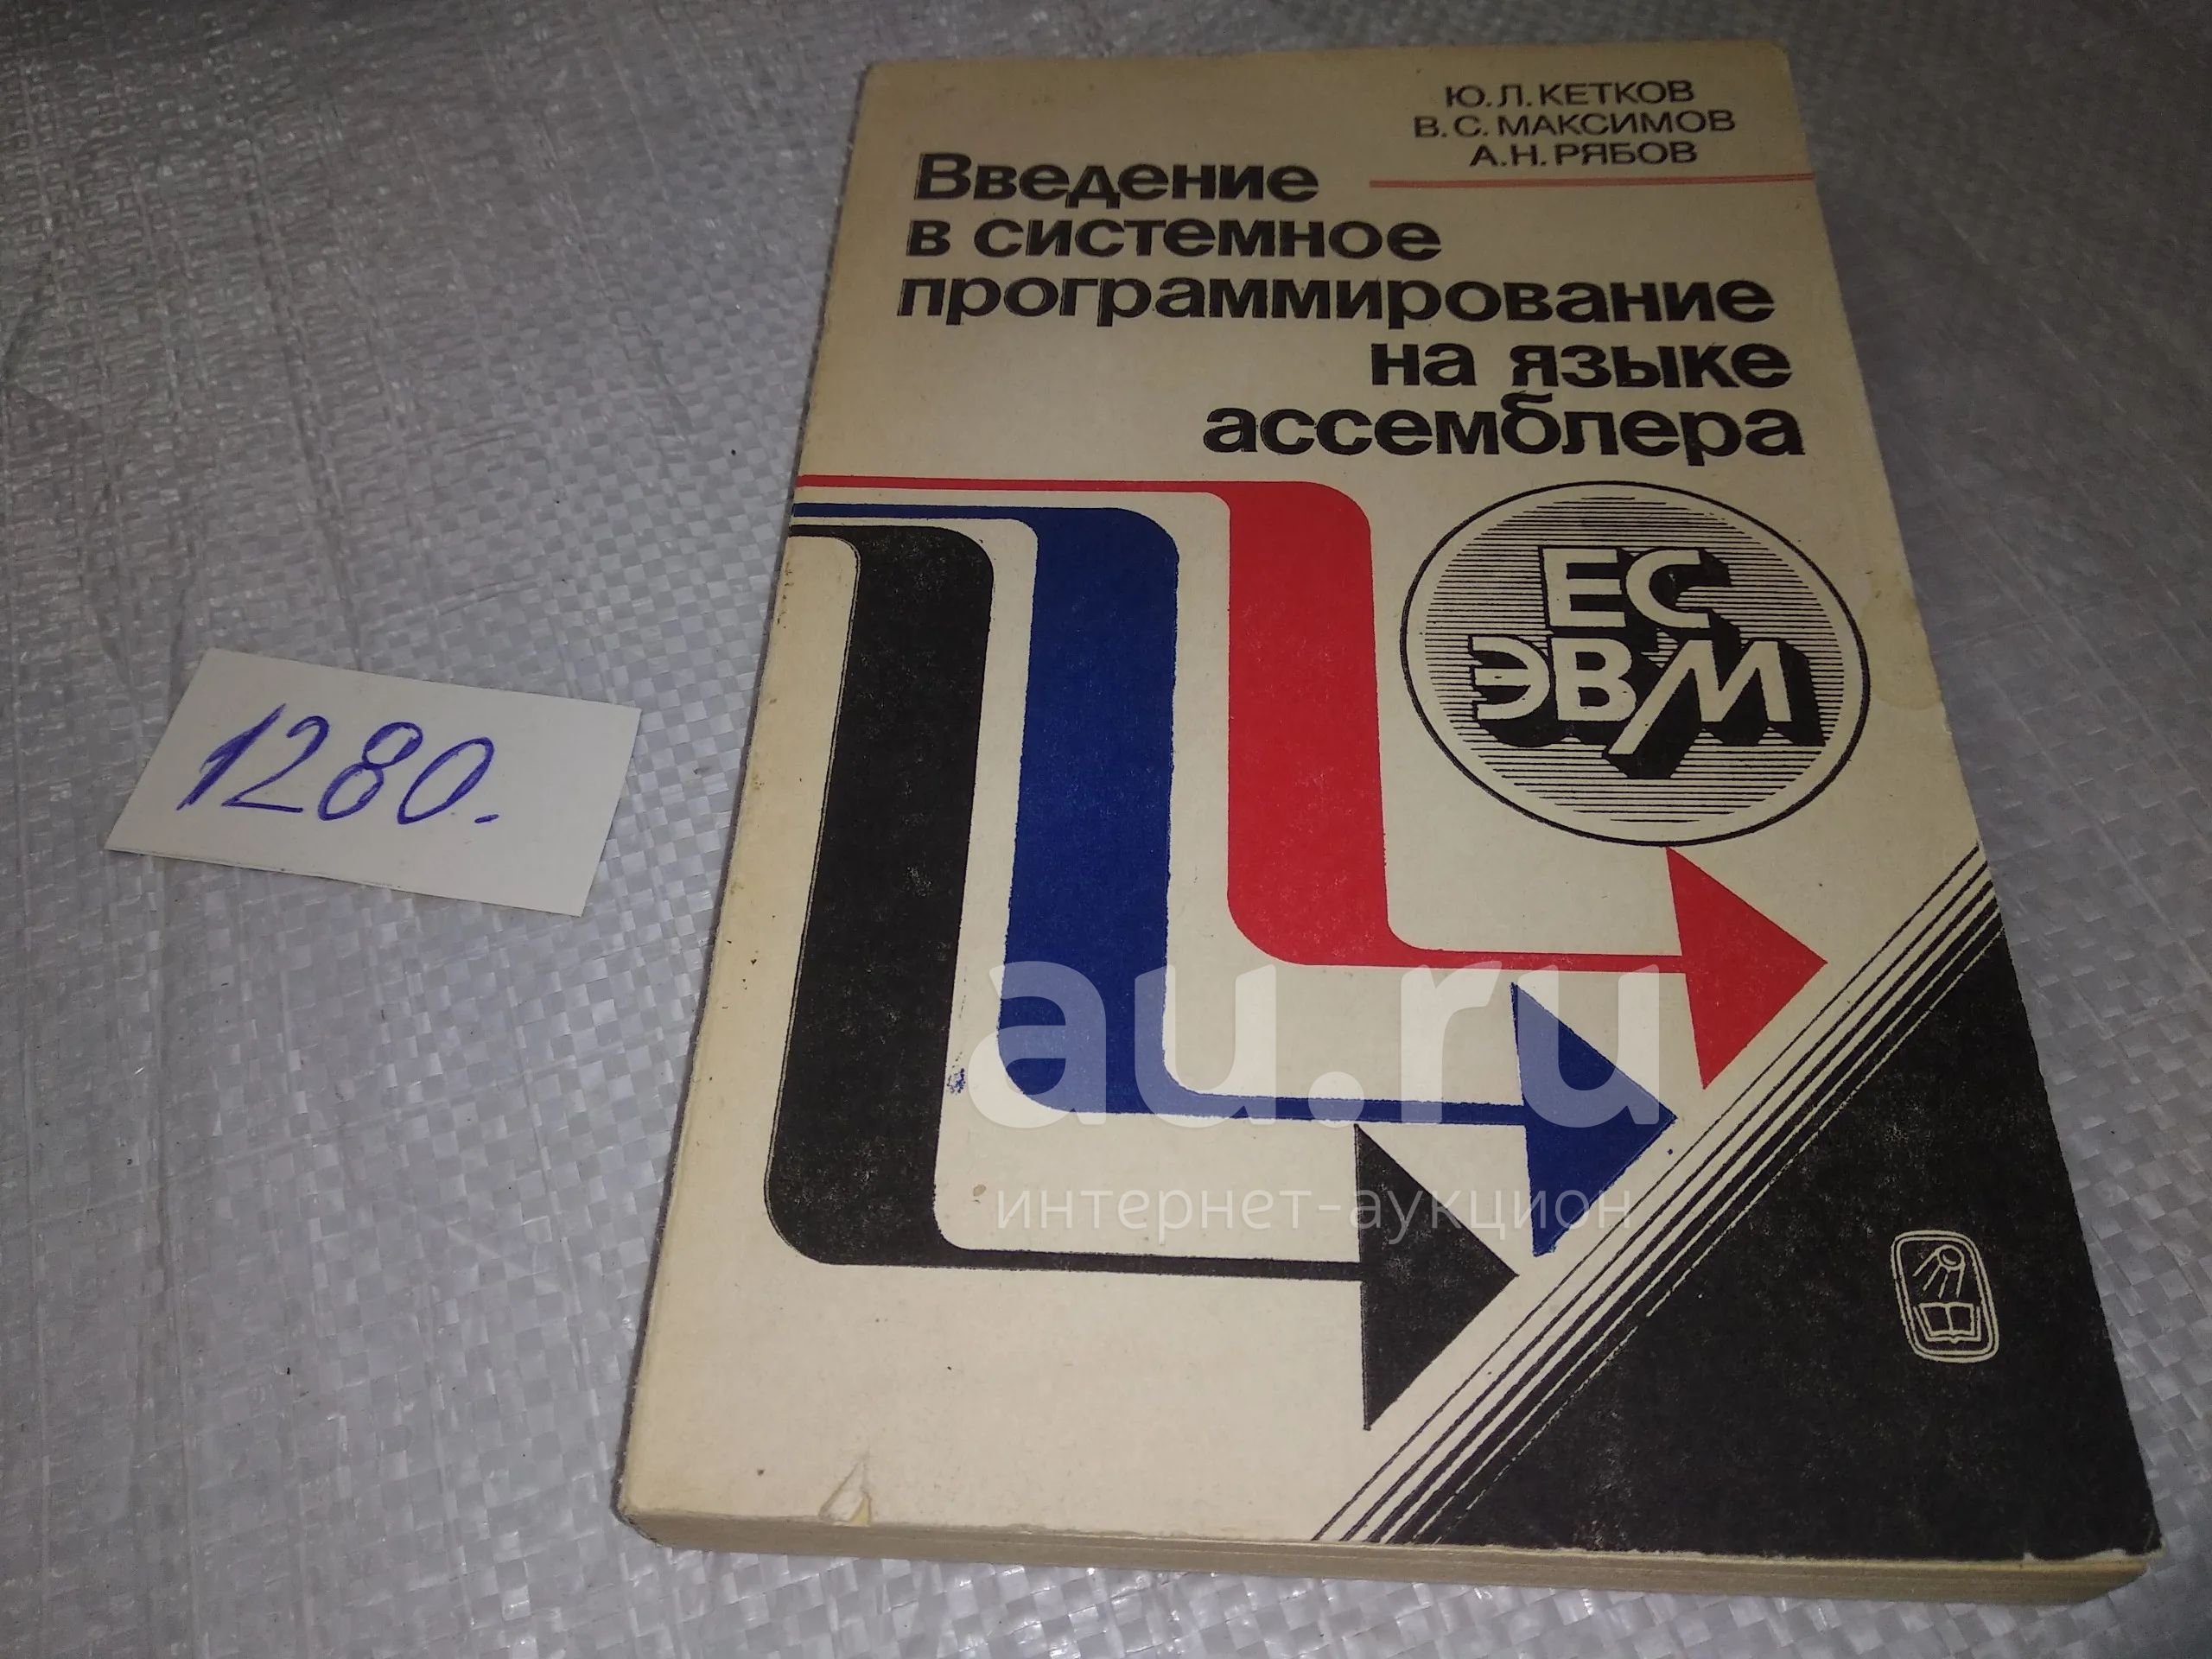 Ю.Л.КЕТКОВ
В.С.МАКСИМОВ
А.Н.РЯБОВ
Введение
в системное
программирование
на языке
ассемблера
ЕС
ЭВМ
1280.
au.ru
интернет-аукцион